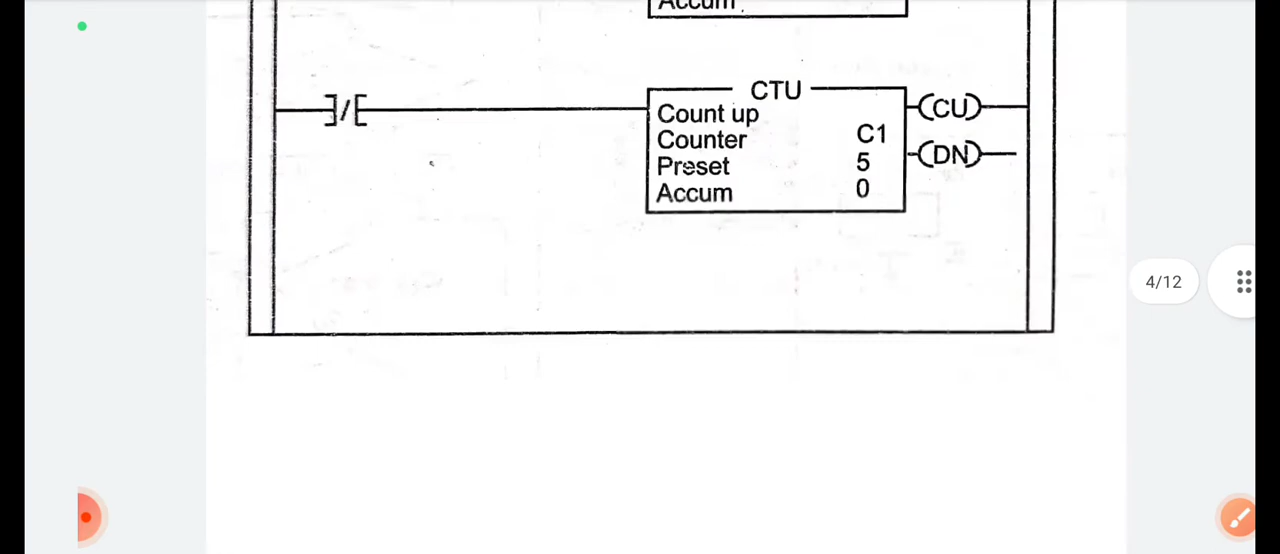 Accum
CTU
Count up
Counter C1
Preset 5
Accum 0
]/[
(CU)
(DN)
4/12